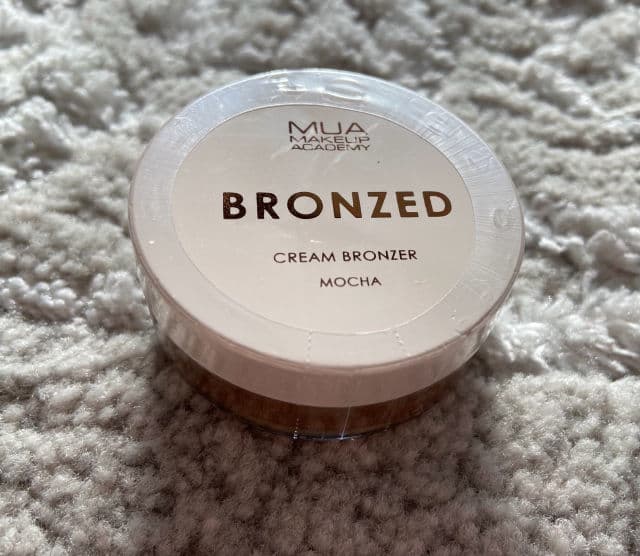 MUA
MAKEUP
ACADEMY
BRONZED
CREAM BRONZER
MOCHA